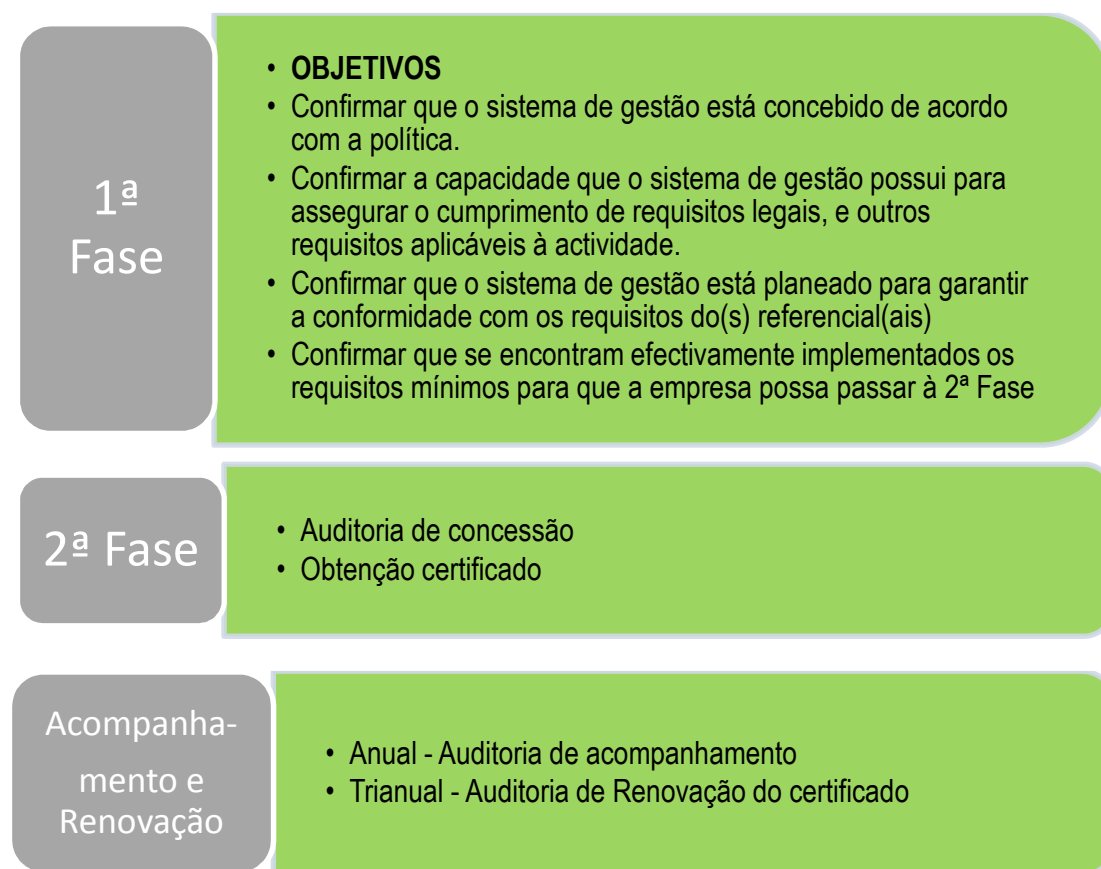 1ª
Fase
• OBJETIVOS
• Confirmar que o sistema de gestão está concebido de acordo
com a política.
• Confirmar a capacidade que o sistema de gestão possui para
assegurar o cumprimento de requisitos legais, e outros
requisitos aplicáveis à actividade.
• Confirmar que o sistema de gestão está planeado para garantir
a conformidade com os requisitos do(s) referencial(ais)
• Confirmar que se encontram efectivamente implementados os
requisitos mínimos para que a empresa possa passar à 2ª Fase
2ª Fase
• Auditoria de concessão
• Obtenção certificado
Acompanha-
mento e
Renovação
• Anual - Auditoria de acompanhamento
• Trianual - Auditoria de Renovação do certificado